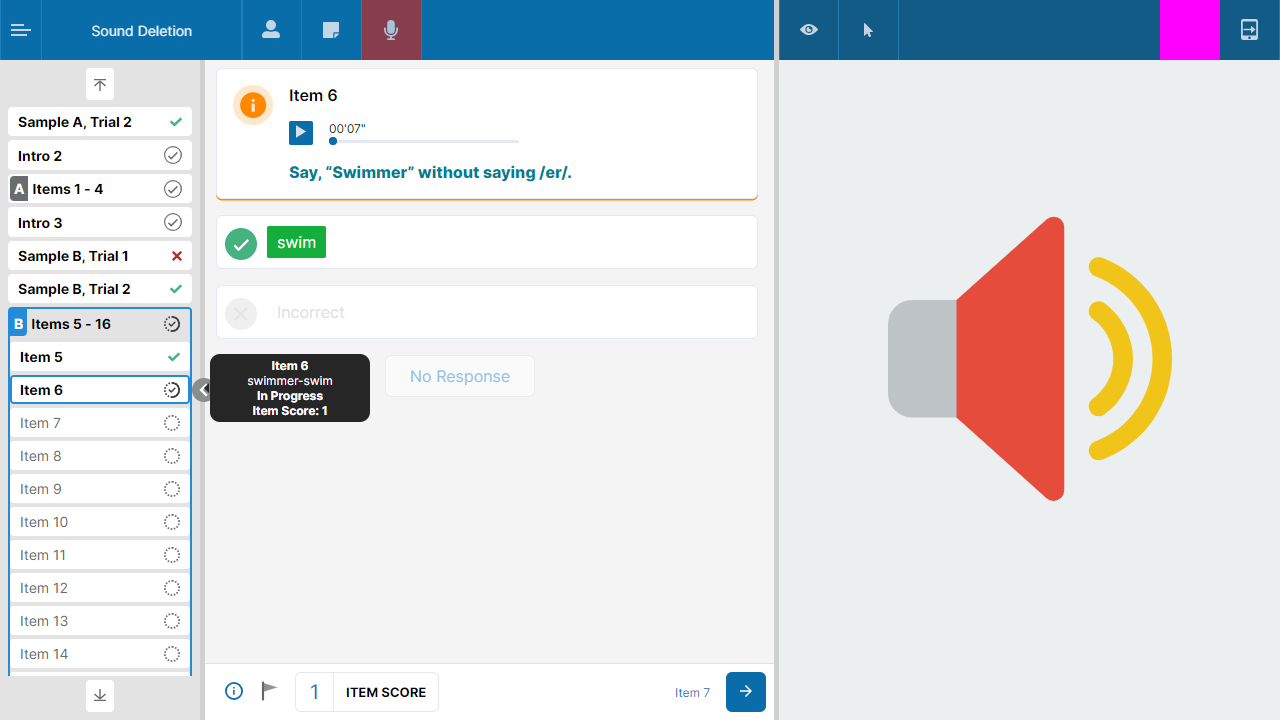 Sound Deletion
Sample A, Trial 2
Intro 2
A Items 1 - 4
Intro 3
Sample B, Trial 1
Sample B, Trial 2
B Items 5 - 16
Item 5
Item 6
Item 7
Item 8
Item 9
Item 10
Item 11
Item 12
Item 13
Item 14
Item 6
00'07"
Say, “Swimmer” without saying /er/.
swim
Incorrect
Item 6
swimmer-swim
In Progress
Item Score: 1
No Response
1 ITEM SCORE
Item 7